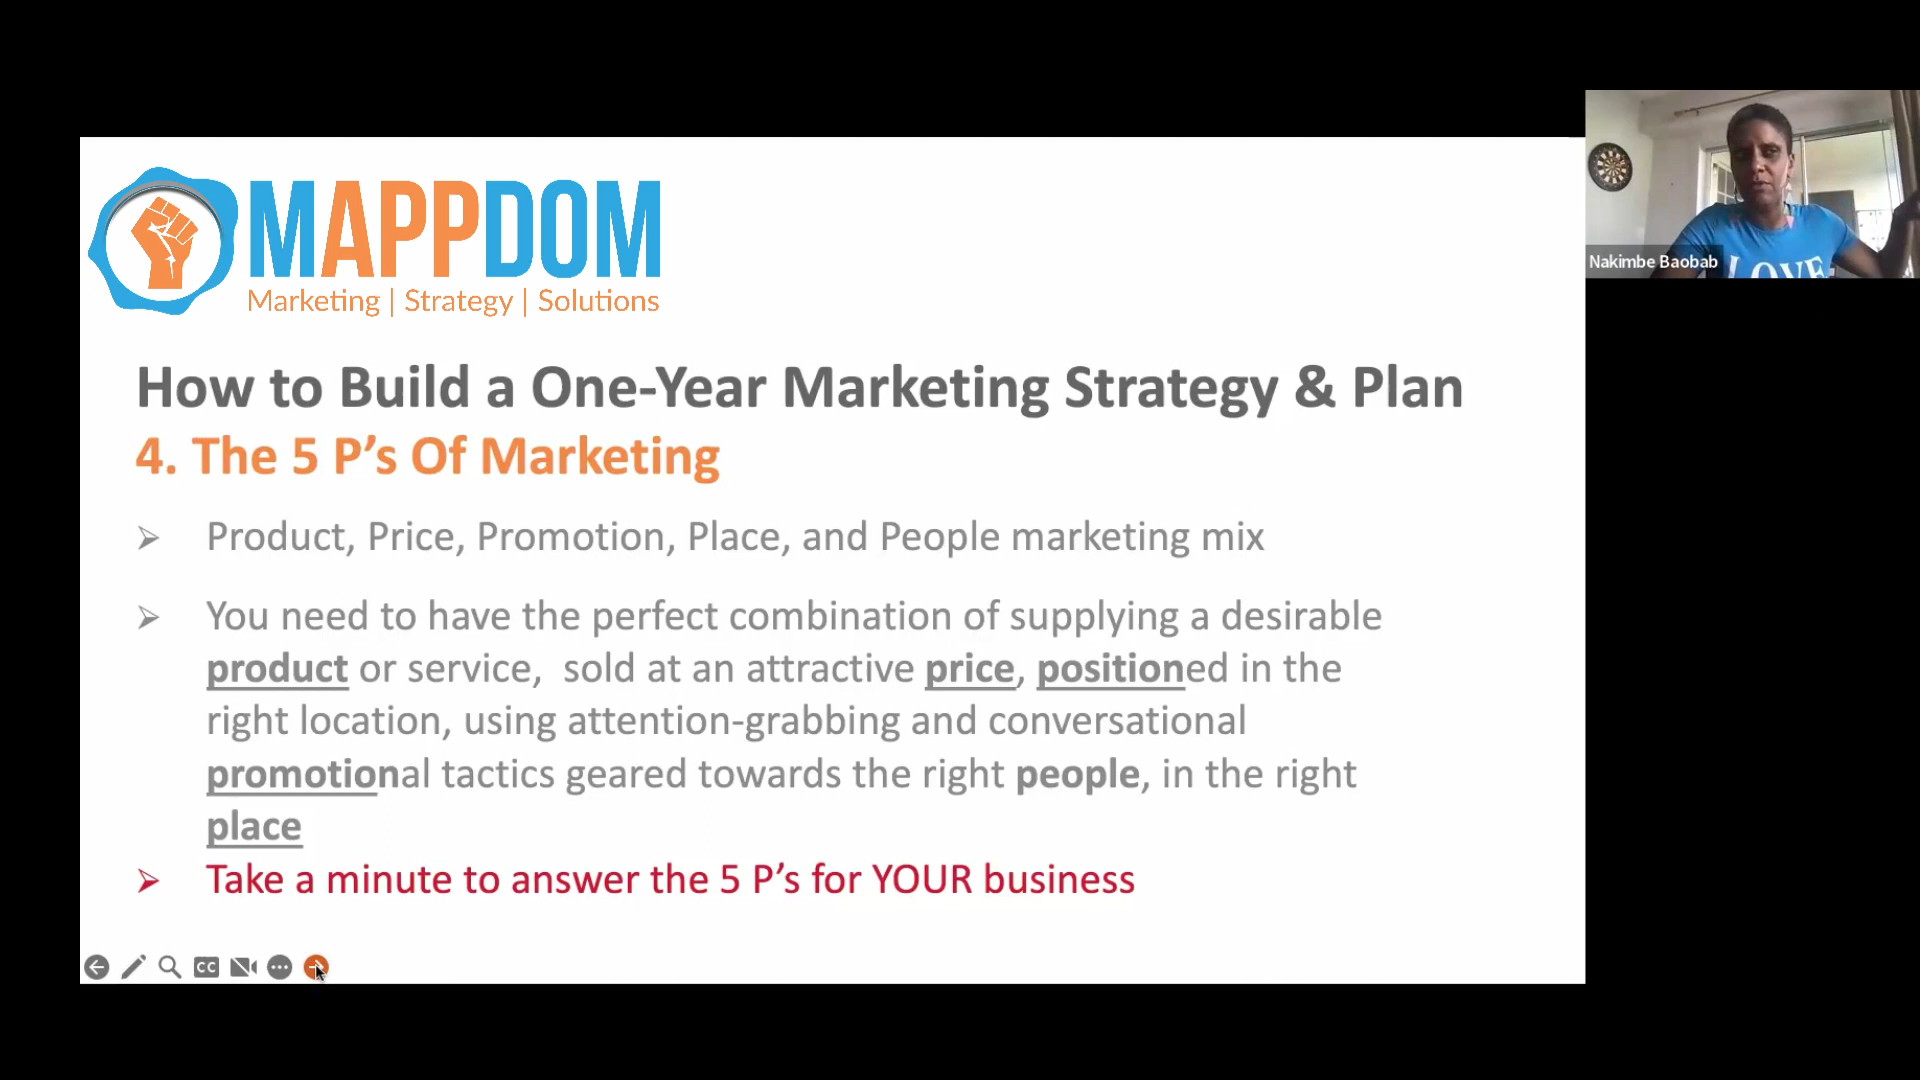 MAPPDOM
Marketing | Strategy | Solutions
How to Build a One-Year Marketing Strategy & Plan
4. The 5 P’s Of Marketing
➢ Product, Price, Promotion, Place, and People marketing mix
➢ You need to have the perfect combination of supplying a desirable
product or service,  sold at an attractive price, positioned in the
right location, using attention-grabbing and conversational
promotional tactics geared towards the right people, in the right
place
➢ Take a minute to answer the 5 P’s for YOUR business
CC
Nakimbe Baobab
LOVE